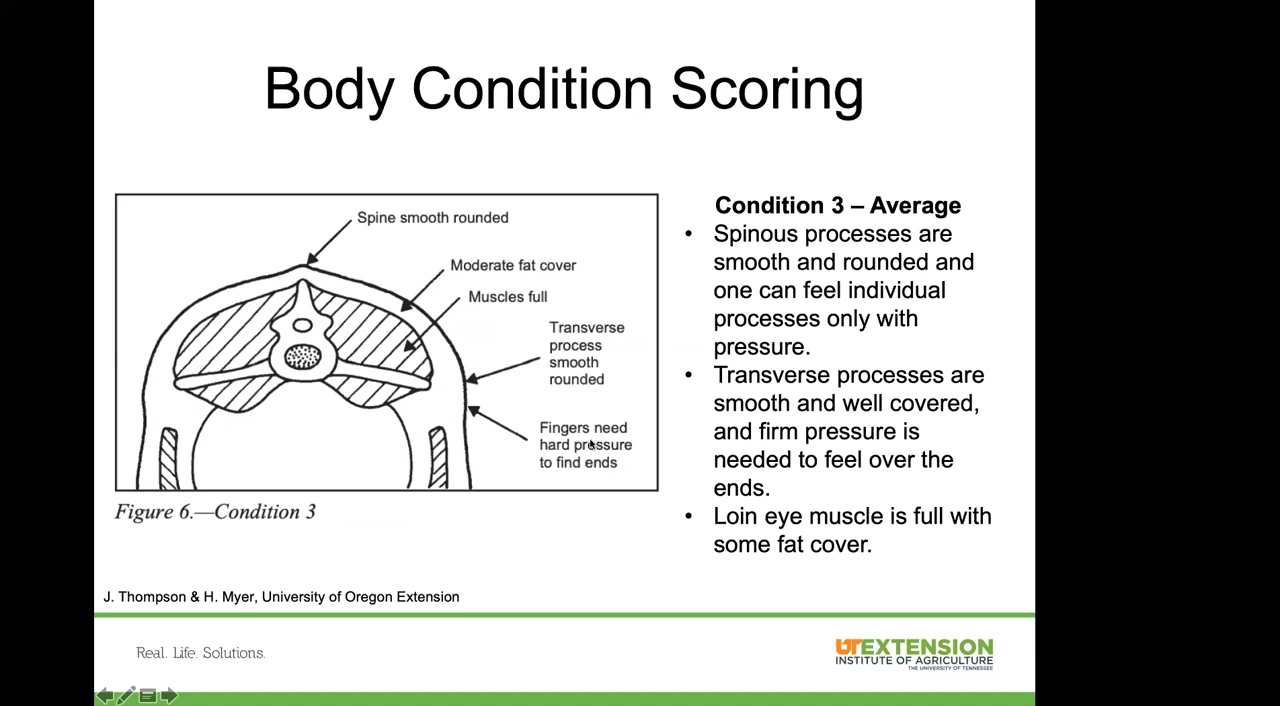 Body Condition Scoring
Spine smooth rounded
Moderate fat cover
Muscles full
Transverse
process
smooth
rounded
Fingers need
hard pressure
to find ends
Figure 6.—Condition 3
Condition 3 – Average
• Spinous processes are
smooth and rounded and
one can feel individual
processes only with
pressure.
• Transverse processes are
smooth and well covered,
and firm pressure is
needed to feel over the
ends.
• Loin eye muscle is full with
some fat cover.
J. Thompson & H. Myer, University of Oregon Extension
Real. Life. Solutions.
UTEXTENSION
INSTITUTE OF AGRICULTURE
THE UNIVERSITY OF TENNESSEE